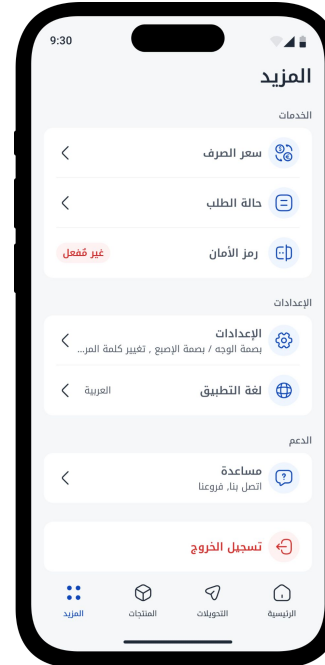 9:30
المزيد
الخدمات
سعر الصرف
حالة الطلب
رمز الأمان
غير مُفعل
الإعدادات
الإعدادات
بصمة الوجه / بصمة الإصبع , تغيير كلمة المر...
لغة التطبيق
العربية
الدعم
مساعدة
اتصل بنا, فروعنا
تسجيل الخروج
الرئيسية
التحويلات
المنتجات
المزيد